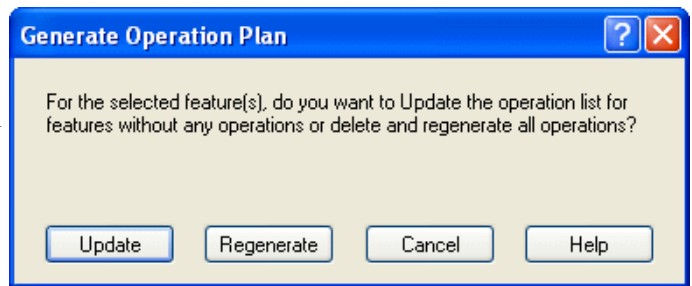 Generate Operation Plan
?
For the selected feature(s), do you want to Update the operation list for
features without any operations or delete and regenerate all operations?
Update Regenerate Cancel Help